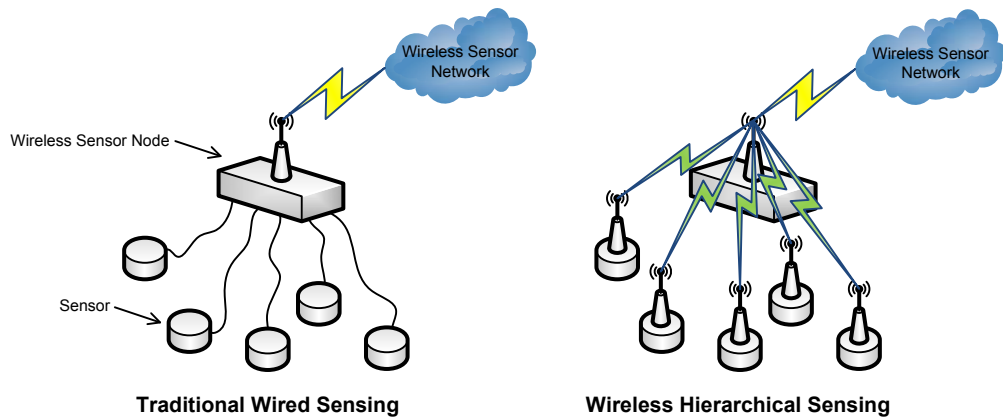 Wireless Sensor
Network
Wireless Sensor
Network
Wireless Sensor Node
Sensor
Traditional Wired Sensing
Wireless Hierarchical Sensing